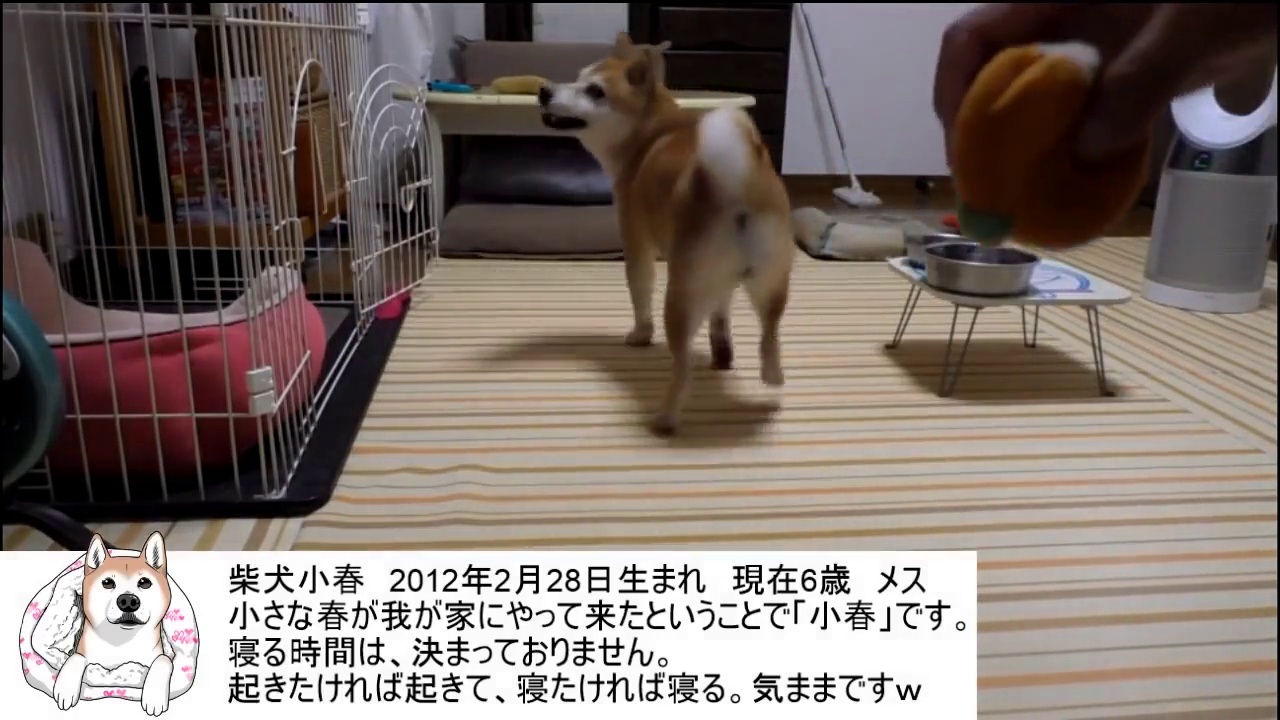 柴犬小春　2012年2月28日生まれ　現在6歳　メス
小さな春が我が家にやって来たということで「小春」です。
寝る時間は、決まっておりません。
起きたければ起きて、寝たければ寝る。気ままですｗ